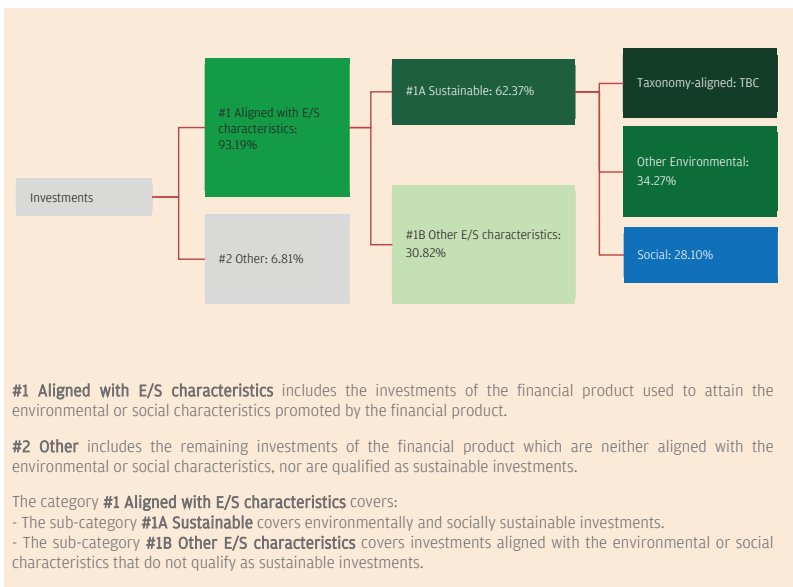 Investments
#1 Aligned with E/S
characteristics:
93.19%
#2 Other: 6.81%
#1A Sustainable: 62.37%
#1B Other E/S characteristics:
30.82%
Taxonomy-aligned: TBC
Other Environmental:
34.27%
Social: 28.10%
#1 Aligned with E/S characteristics includes the investments of the financial product used to attain the
environmental or social characteristics promoted by the financial product.
#2 Other includes the remaining investments of the financial product which are neither aligned with the
environmental or social characteristics, nor are qualified as sustainable investments.
The category #1 Aligned with E/S characteristics covers:
- The sub-category #1A Sustainable covers environmentally and socially sustainable investments.
- The sub-category #1B Other E/S characteristics covers investments aligned with the environmental or social
characteristics that do not qualify as sustainable investments.